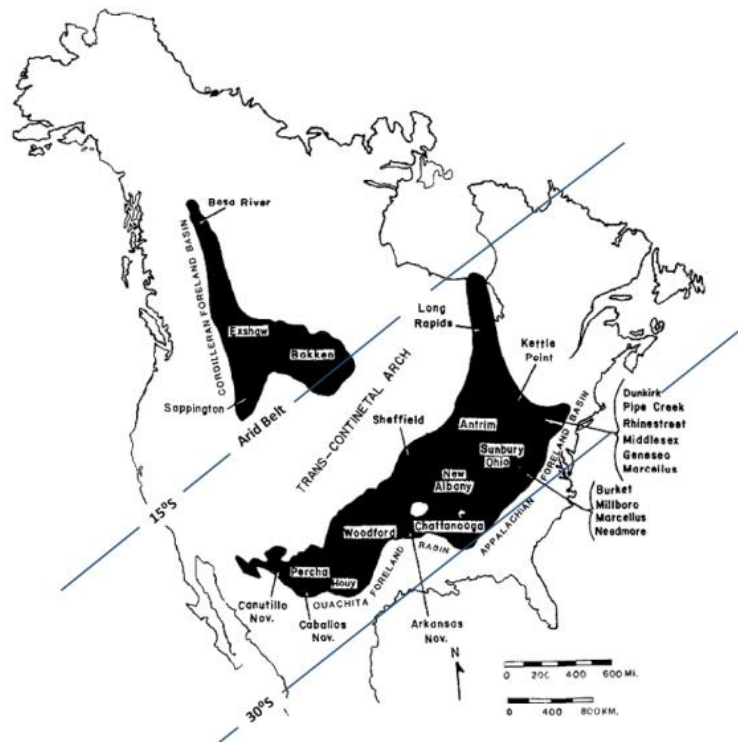 Besa River
CORDILLERAN FORELAND BASIN
Exshaw
Bakken
Sappington
Arid Belt
15°S
TRANS-CONTINETAL ARCH
Long
Rapids
Kettle
Point
Sheffield
Antrim
Sunbury
Ohio
New
Albany
Chattanooga
Woodford
Percha
Houy
Canutillo
Nov.
Caballos
Nov.
OUACHITA FORELAND BASIN
Arkansas
Nov.
APPALACHIAN FORELAND BASIN
Dunkirk
Pipe Creek
Rhinestreet
Middlesex
Geneseo
Marcellus
Burket
Millboro
Marcellus
Needmore
30°S
N
0 200 400 600 MI.
0 400 800 KM.